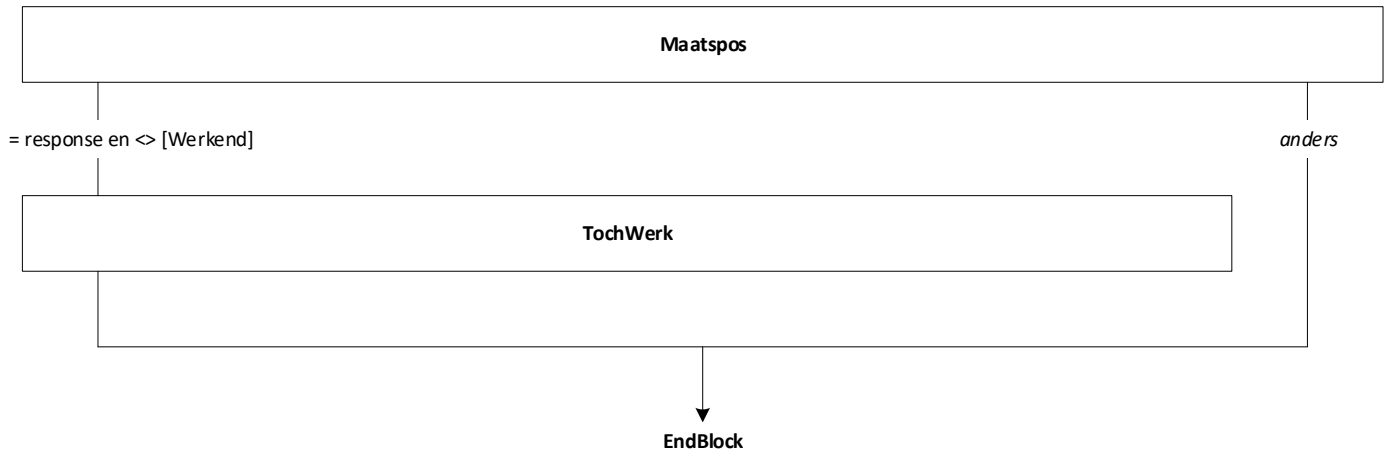 Maatspos
= response en <> [Werkend]
anders
TochWerk
EndBlock